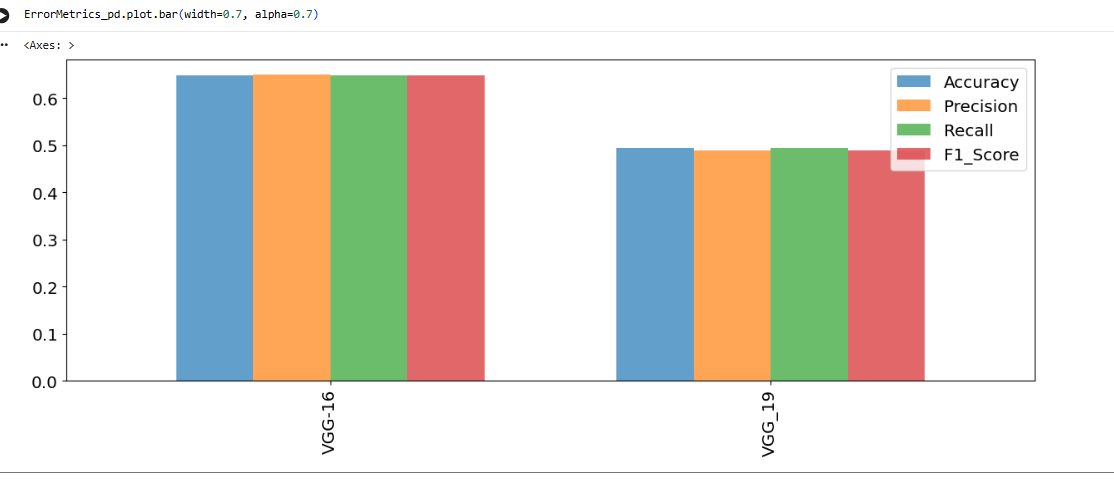 ErrorMetrics_pd.plot.bar(width=0.7, alpha=0.7)
<Axes: >
Accuracy
Precision
Recall
F1_Score
0.6
0.5
0.4
0.3
0.2
0.1
0.0
VGG-16
VGG_19